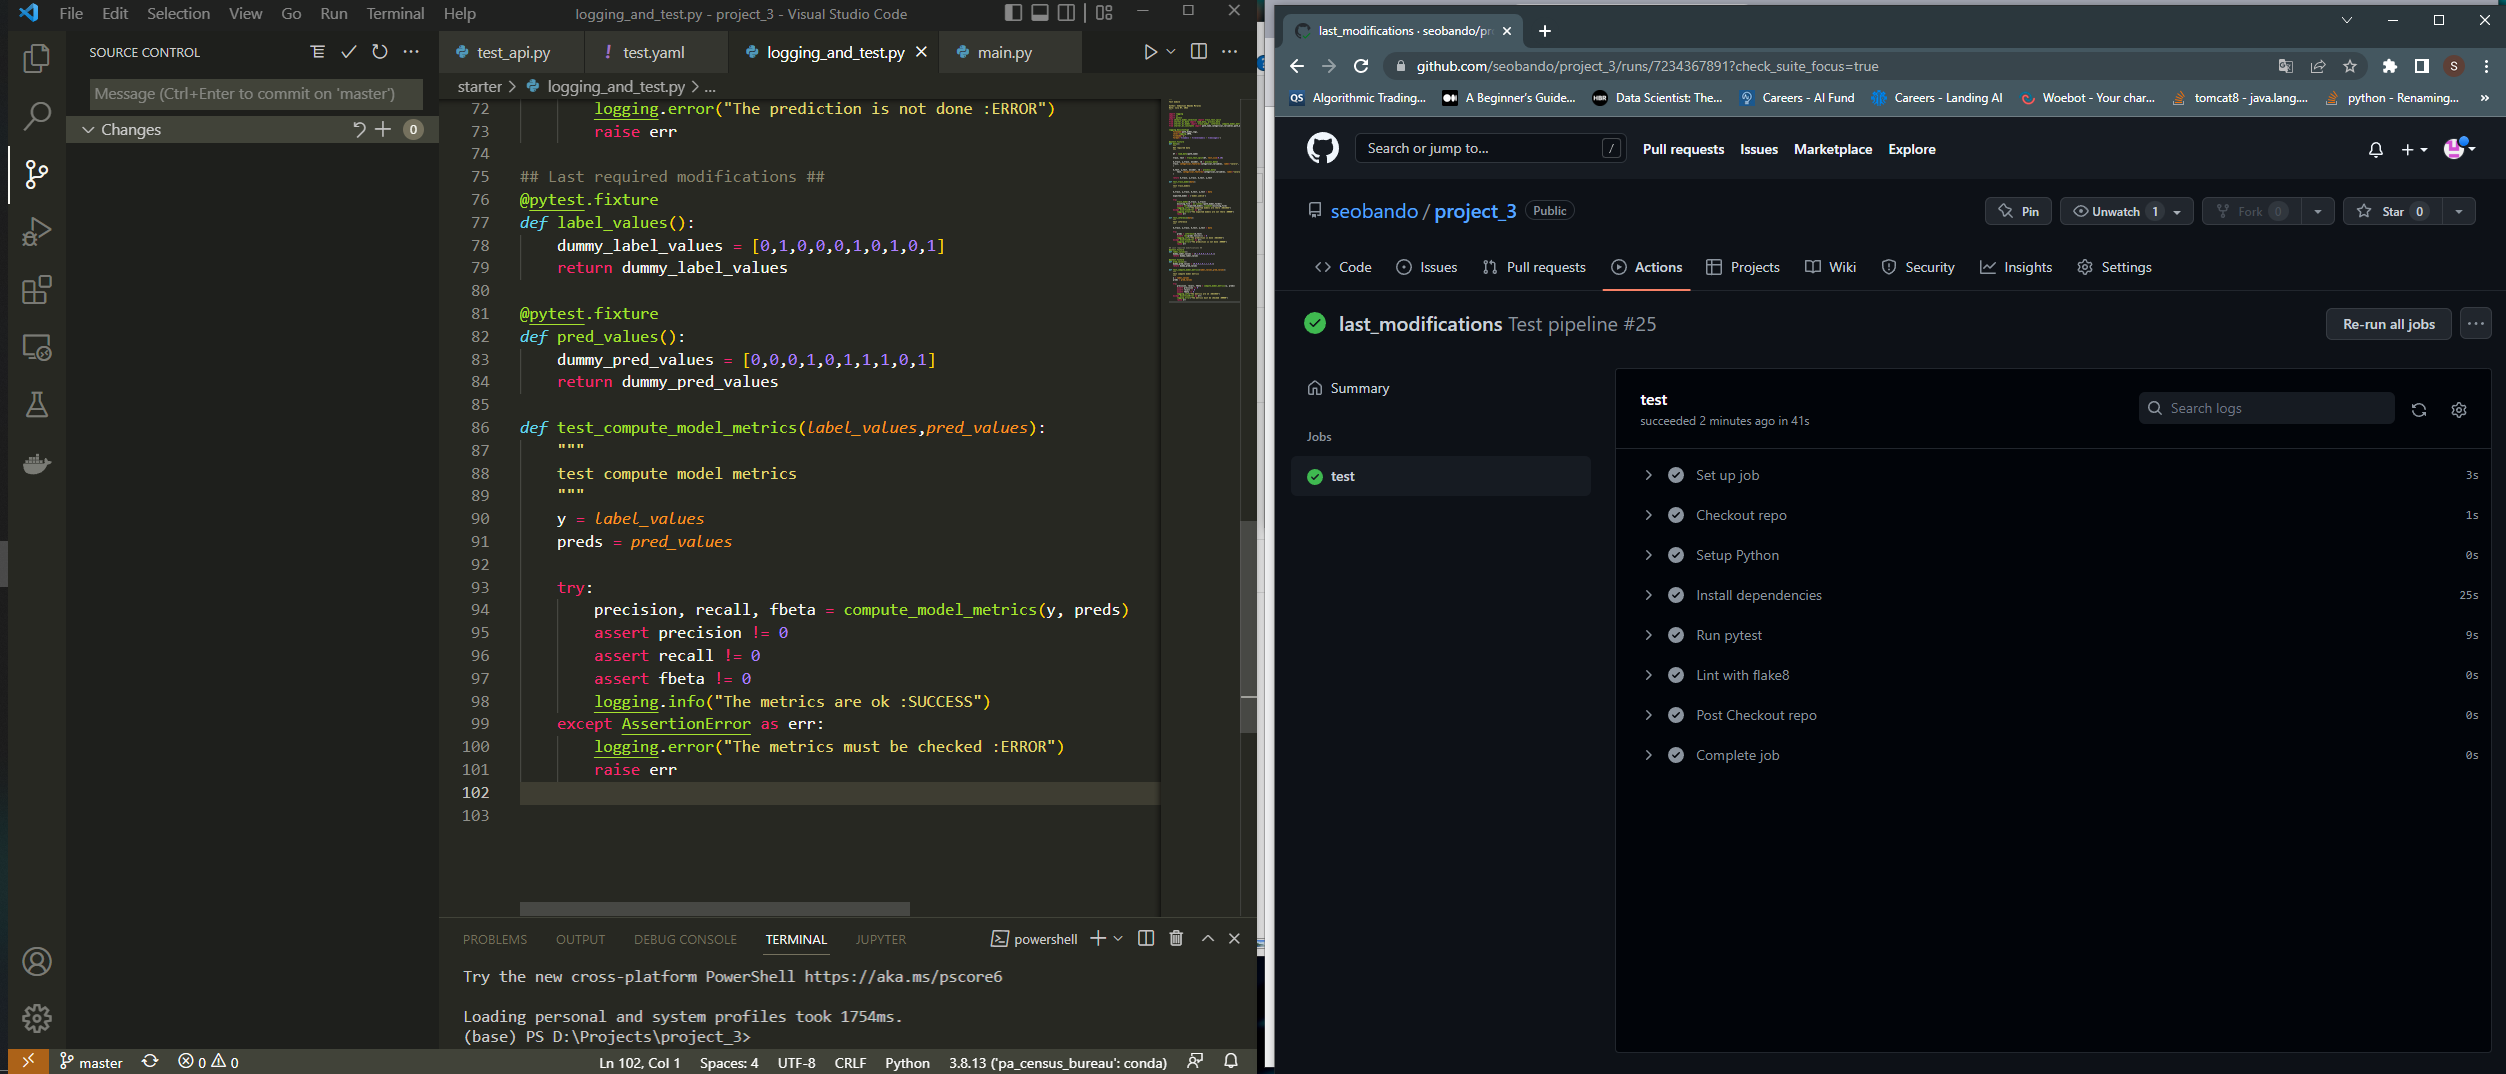 File Edit Selection View Go Run Terminal Help
logging_and_test.py - project_3 - Visual Studio Code
SOURCE CONTROL
Message (Ctrl+Enter to commit on 'master')
Changes
0
test_api.py
! test.yaml
logging_and_test.py
main.py
starter > logging_and_test.py > ...
72 logging.error("The prediction is not done :ERROR")
73 raise err
74
75 ## Last required modifications ##
76 @pytest.fixture
77 def label_values():
78 dummy_label_values = [0,1,0,0,0,1,0,1,0,1]
79 return dummy_label_values
80
81 @pytest.fixture
82 def pred_values():
83 dummy_pred_values = [0,0,0,1,0,1,1,1,0,1]
84 return dummy_pred_values
85
86 def test_compute_model_metrics(label_values,pred_values):
87 """
88 test compute model metrics
89 """
90 y = label_values
91 preds = pred_values
92
93 try:
94 precision, recall, fbeta = compute_model_metrics(y, preds)
95 assert precision != 0
96 assert recall != 0
97 assert fbeta != 0
98 logging.info("The metrics are ok :SUCCESS")
99 except AssertionError as err:
100 logging.error("The metrics must be checked :ERROR")
101 raise err
102
103
PROBLEMS OUTPUT DEBUG CONSOLE TERMINAL JUPYTER
powershell
Try the new cross-platform PowerShell https://aka.ms/pscore6
Loading personal and system profiles took 1754ms.
(base) PS D:\Projects\project_3>
master 0 0 Ln 102, Col 1 Spaces: 4 UTF-8 CRLF Python 3.8.13 ('pa_census_bureau': conda)
last_modifications · seobando/pr
github.com/seobando/project_3/runs/7234367891?check_suite_focus=true
S
QS Algorithmic Trading... A Beginner's Guide... HBR Data Scientist: The... Careers - AI Fund Careers - Landing AI Woebot - Your char... tomcat8 - java.lang.... python - Renaming... »
Search or jump to... /
Pull requests Issues Marketplace Explore
seobando / project_3 Public
Pin Unwatch 1 Fork 0 Star 0
Code Issues Pull requests Actions Projects Wiki Security Insights Settings
last_modifications Test pipeline #25
Re-run all jobs ...
Summary
Jobs
test
test
succeeded 2 minutes ago in 41s
Search logs
Set up job 3s
Checkout repo 1s
Setup Python 0s
Install dependencies 25s
Run pytest 9s
Lint with flake8 0s
Post Checkout repo 0s
Complete job 0s